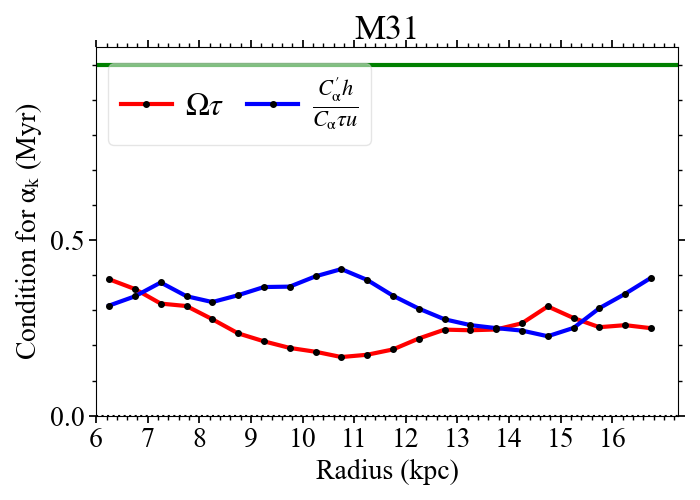 M31
Condition for αₖ (Myr)
Ωτ
C′αh / Cατu
0.5
0.0
6 7 8 9 10 11 12 13 14 15 16
Radius (kpc)